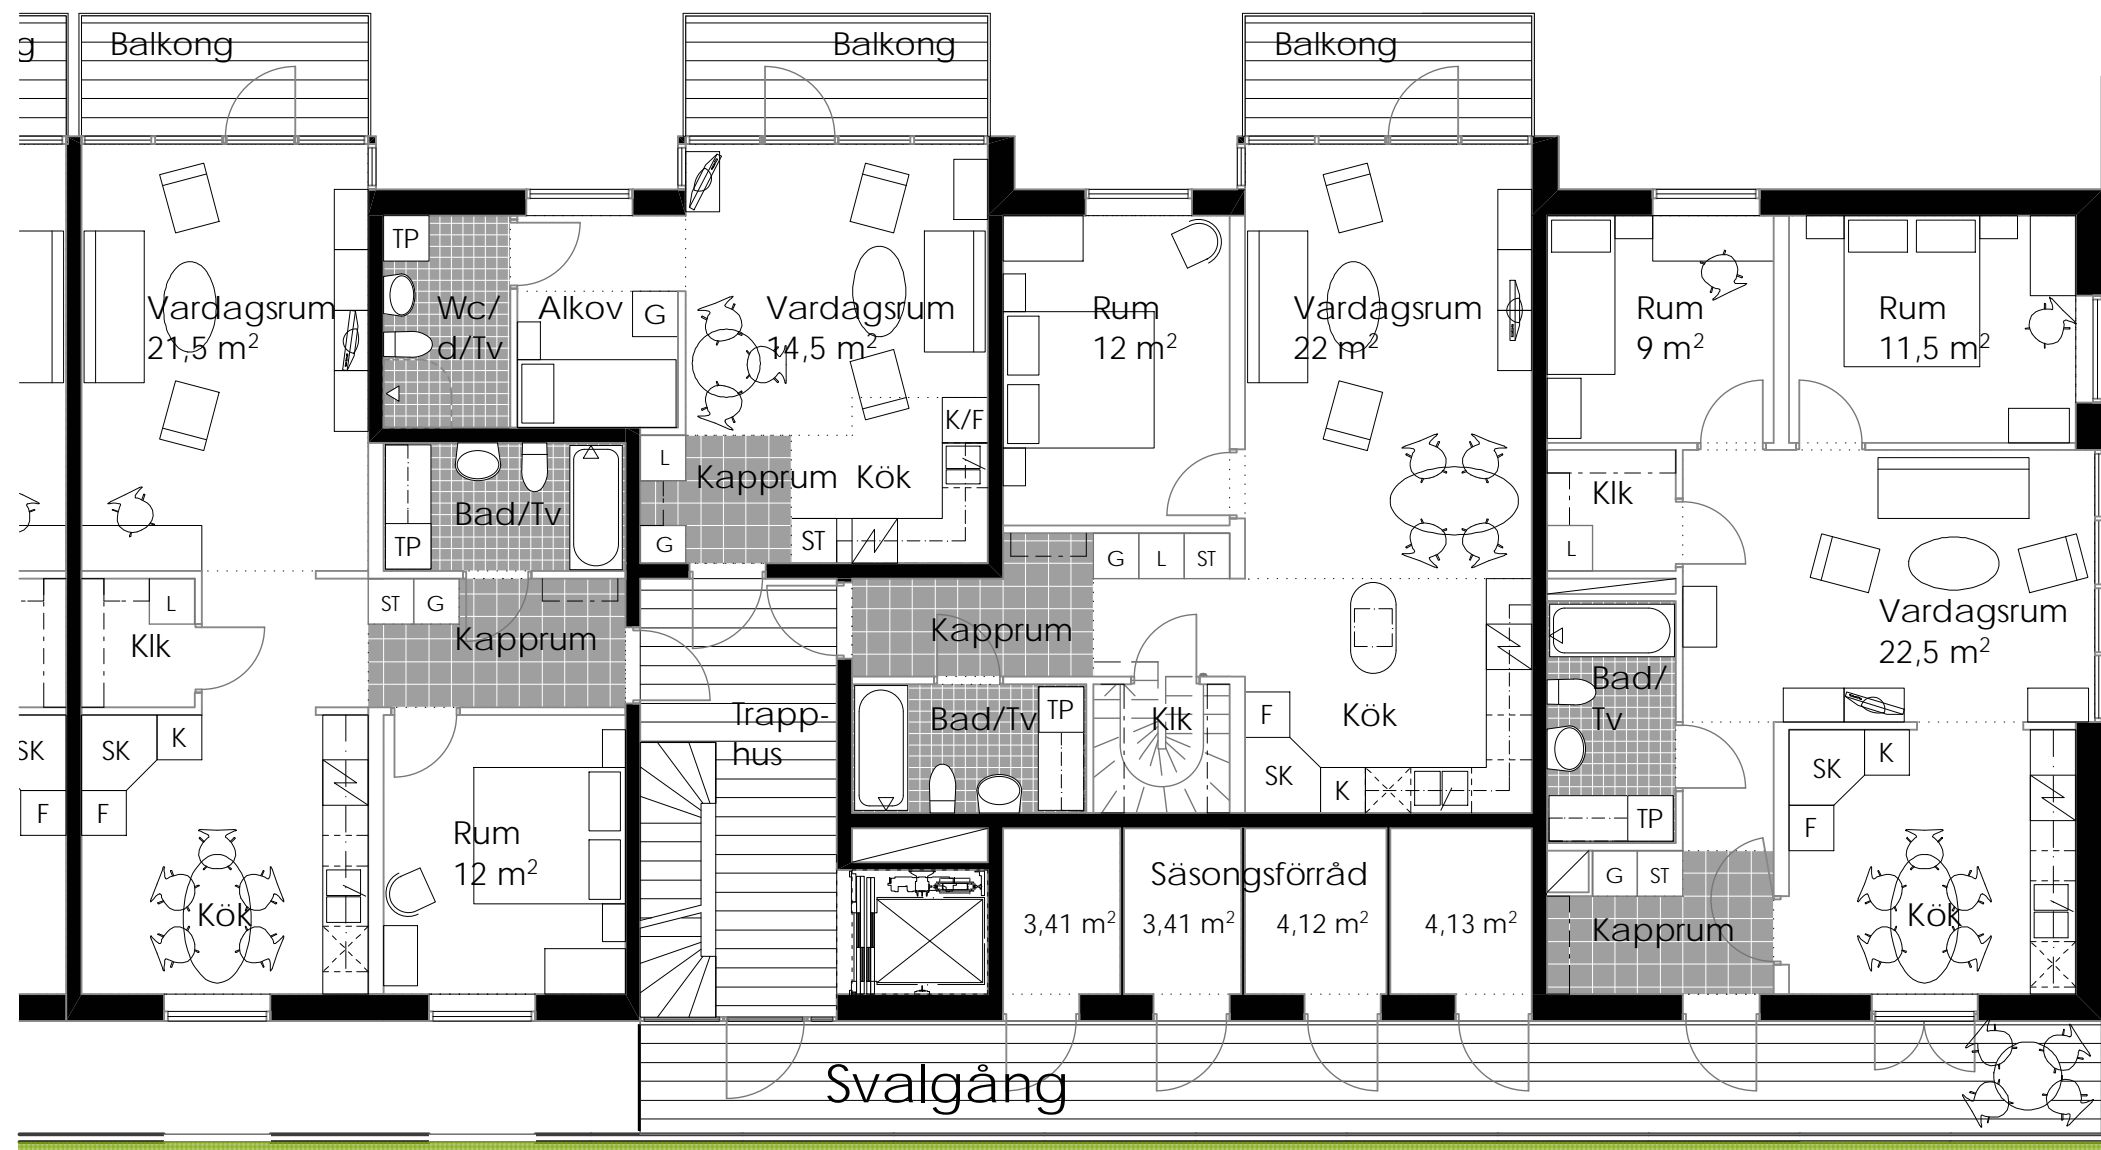 g
Balkong
Balkong
Balkong
TP
Wc/
d/Tv
Alkov
G
Vardagsrum
21,5 m²
Vardagsrum
14,5 m²
Rum
12 m²
Vardagsrum
22 m²
Rum
9 m²
Rum
11,5 m²
K/F
L
Kapprum
Kök
G
ST
Bad/Tv
TP
Klk
L
G
L
ST
ST
G
Kapprum
L
Klk
Kapprum
Vardagsrum
22,5 m²
Bad/
Tv
Trapp-
hus
Bad/Tv
TP
Klk
F
Kök
SK
K
SK
SK
K
F
F
SK
K
F
TP
Rum
12 m²
Kök
Säsongsförråd
3,41 m²
3,41 m²
4,12 m²
4,13 m²
G
ST
Kapprum
Kök
Svalgång